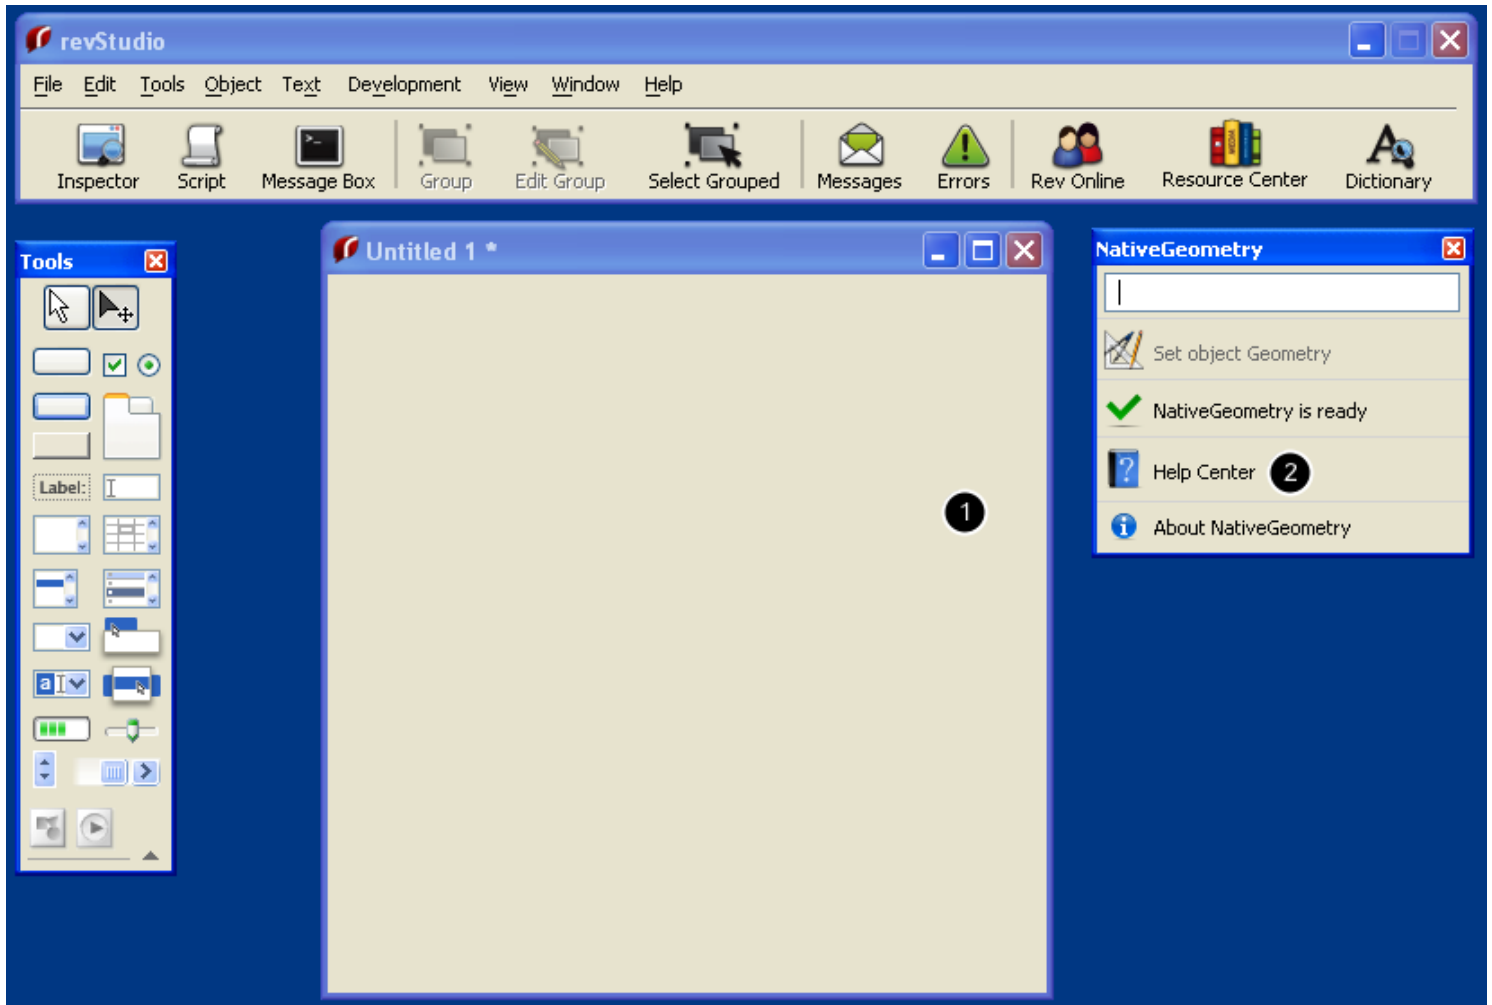 revStudio
File Edit Tools Object Text Development View Window Help
Inspector Script Message Box Group Edit Group Select Grouped Messages Errors Rev Online Resource Center Dictionary
Tools
Label:
a
Untitled 1 *
1
NativeGeometry
Set object Geometry
NativeGeometry is ready
Help Center 2
About NativeGeometry